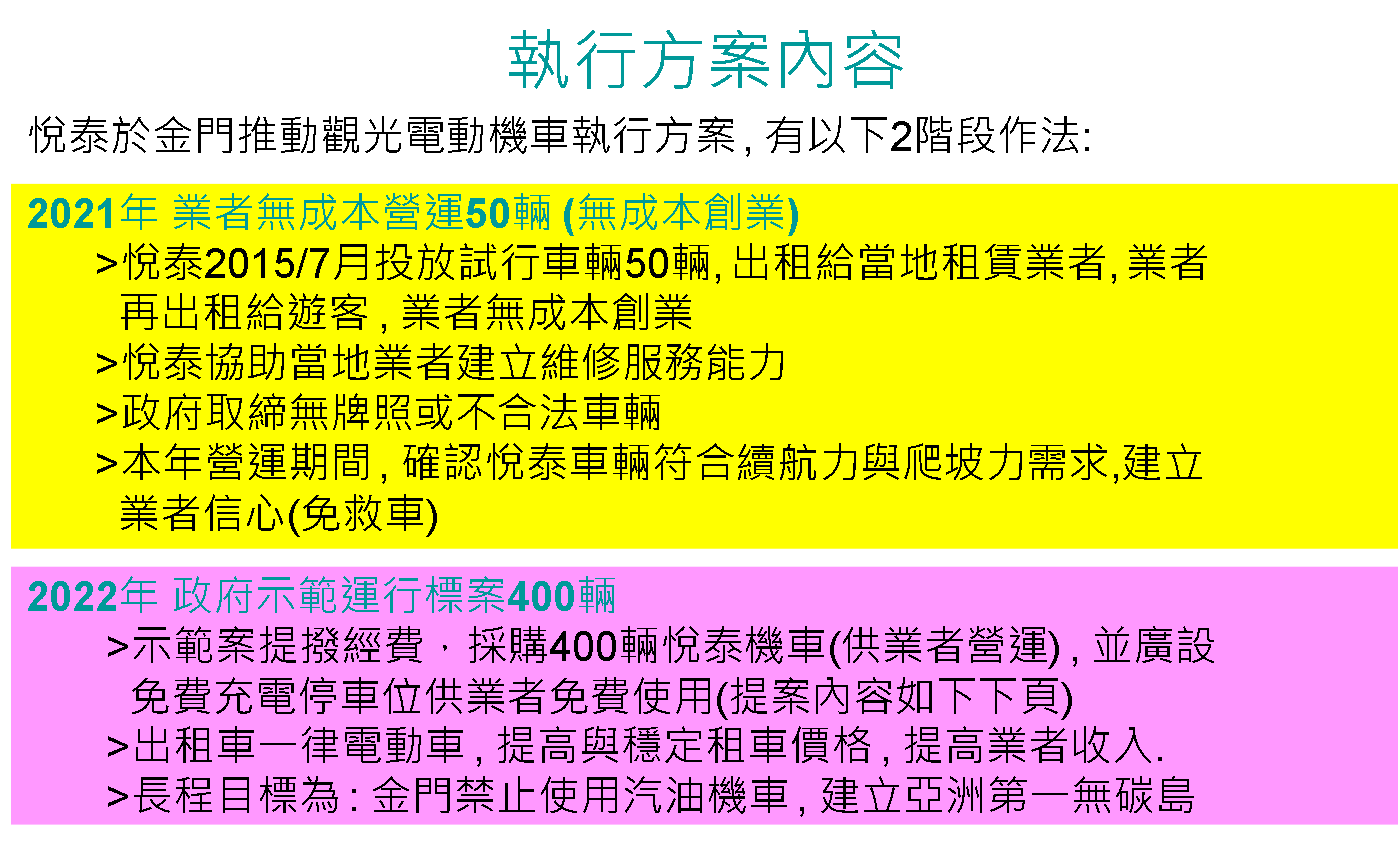 執行方案內容
悅泰於金門推動觀光電動機車執行方案, 有以下2階段作法:
2021年 業者無成本營運50輛 (無成本創業)
>悅泰2015/7月投放試行車輛50輛, 出租給當地租賃業者, 業者
再出租給遊客, 業者無成本創業
>悅泰協助當地業者建立維修服務能力
>政府取締無牌照或不合法車輛
>本年營運期間, 確認悅泰車輛符合續航力與爬坡力需求,建立
業者信心(免救車)
2022年 政府示範運行標案400輛
>示範案提撥經費，採購400輛悅泰機車(供業者營運), 並廣設
免費充電停車位供業者免費使用(提案內容如下下頁)
>出租車一律電動車, 提高與穩定租車價格, 提高業者收入.
>長程目標為: 金門禁止使用汽油機車, 建立亞洲第一無碳島